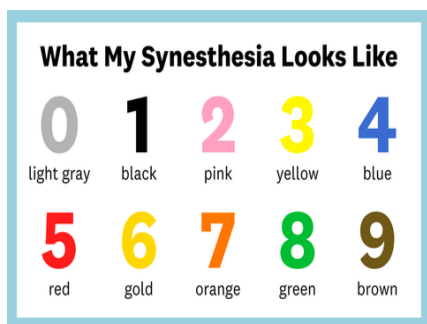 What My Synesthesia Looks Like
0 1 2 3 4
light gray black pink yellow blue
5 6 7 8 9
red gold orange green brown